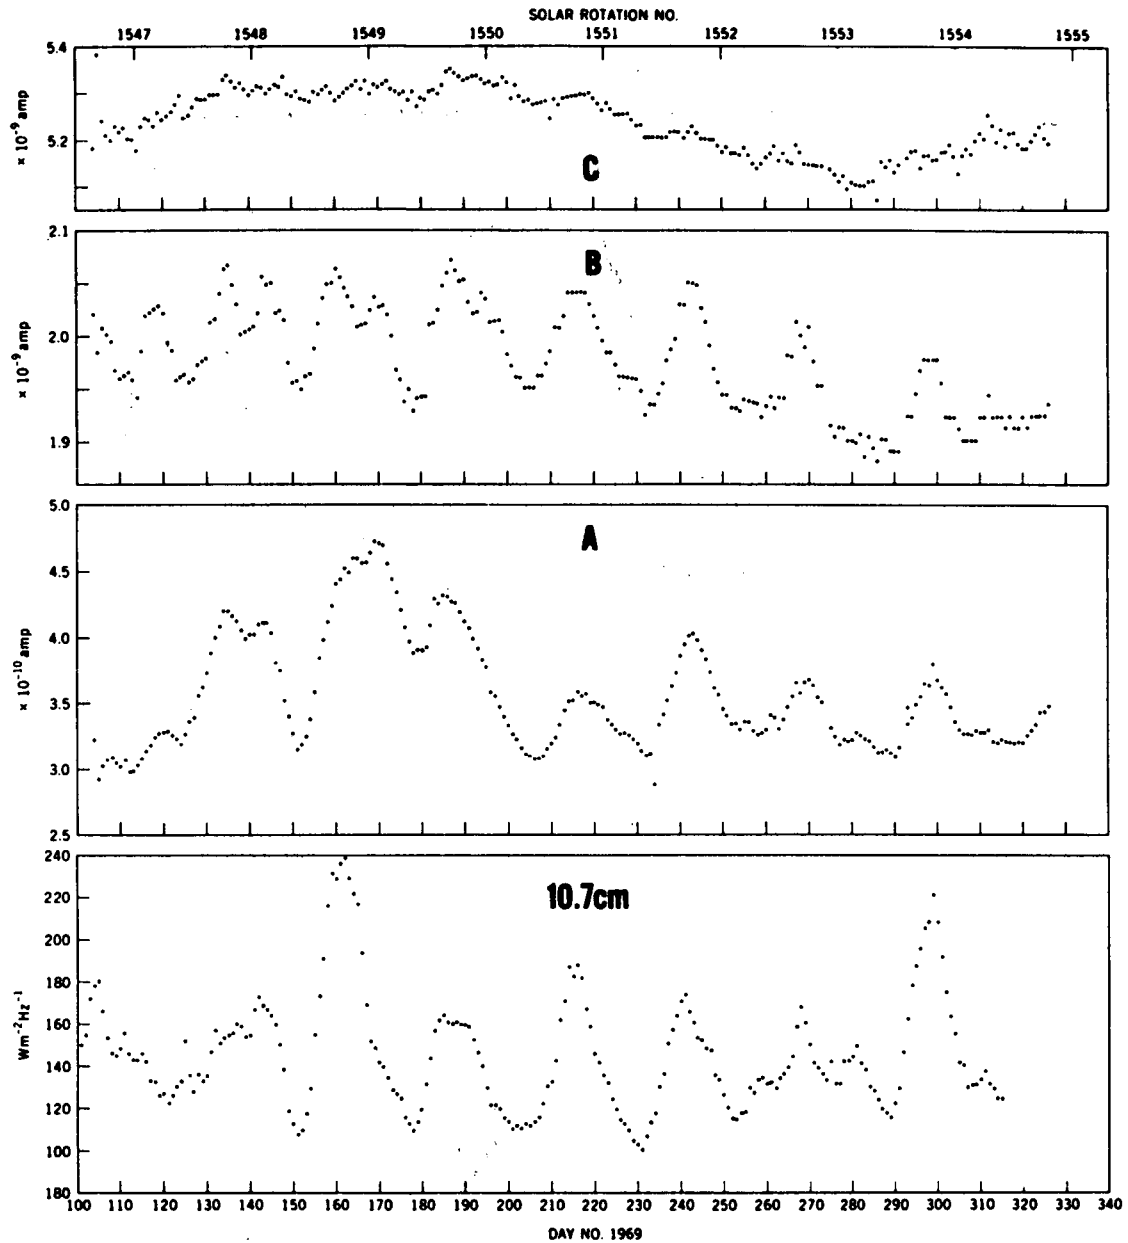 SOLAR ROTATION NO.
1547 1548 1549 1550 1551 1552 1553 1554 1555
5.4
5.2
× 10⁻⁹ amp
C
2.1
2.0
1.9
× 10⁻⁹ amp
B
5.0
4.5
4.0
3.5
3.0
2.5
× 10⁻¹⁰ amp
A
240
220
180
160
140
120
100
180
Wm⁻²Hz⁻¹
10.7cm
100 110 120 130 140 150 160 170 180 190 200 210 220 230 240 250 260 270 280 290 300 310 320 330 340
DAY NO. 1969